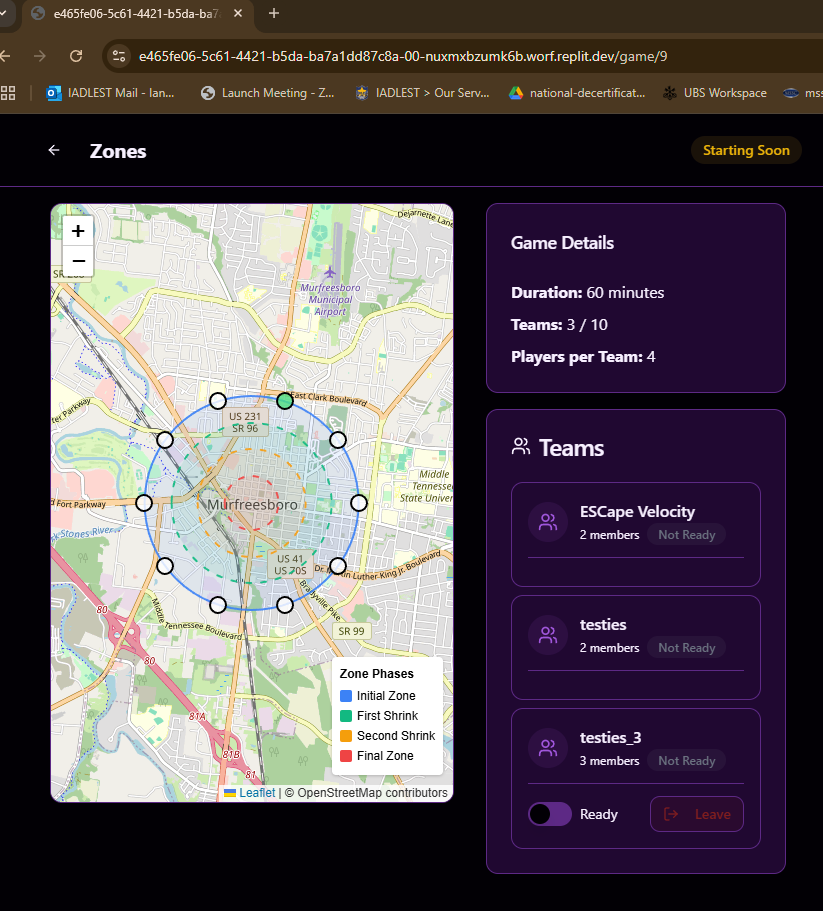 e465fe06-5c61-4421-b5da-ba7a
e465fe06-5c61-4421-b5da-ba7a1dd87c8a-00-nuxmxbzumk6b.worf.replit.dev/game/9
IADLEST Mail - Ian...
Launch Meeting - Z...
IADLEST > Our Serv...
national-decertificat...
UBS Workspace
mss
Zones
Starting Soon
+
−
Dejarnette Lane
Murfreesboro
Municipal
Airport
East Clark Boulevard
US 231
SR 96
ter Parkway
Middle
Tennessee
State Univer
d Fort Parkway
Murfreesboro
k Stones River
US 41
US 70S
Dr. Martin Luther King Jr. Boulevard
Bradyville Pike
Middle Tennessee Boulevard
SR 99
80
80
81A
81B
81
Zone Phases
Initial Zone
First Shrink
Second Shrink
Final Zone
Leaflet | © OpenStreetMap contributors
Game Details
Duration: 60 minutes
Teams: 3 / 10
Players per Team: 4
Teams
ESCape Velocity
2 members Not Ready
testies
2 members Not Ready
testies_3
3 members Not Ready
Ready
Leave